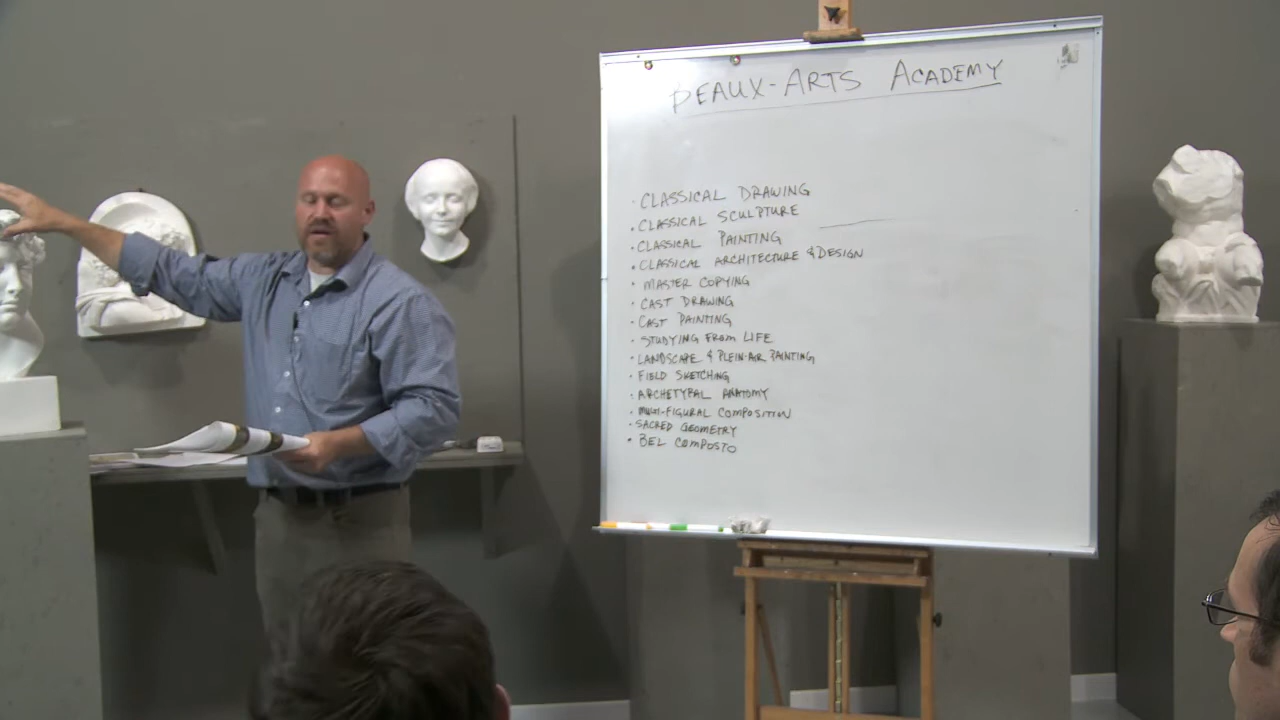 BEAUX-ARTS ACADEMY
· CLASSICAL DRAWING
· CLASSICAL SCULPTURE
· CLASSICAL PAINTING
· CLASSICAL ARCHITECTURE & DESIGN
· MASTER COPYING
· CAST DRAWING
· CAST PAINTING
· STUDYING FROM LIFE
· LANDSCAPE & PLEIN-AIR PAINTING
· FIELD SKETCHING
· ARCHETYPAL ANATOMY
· MULTI-FIGURAL COMPOSITION
· SACRED GEOMETRY
· BEL COMPOSTO